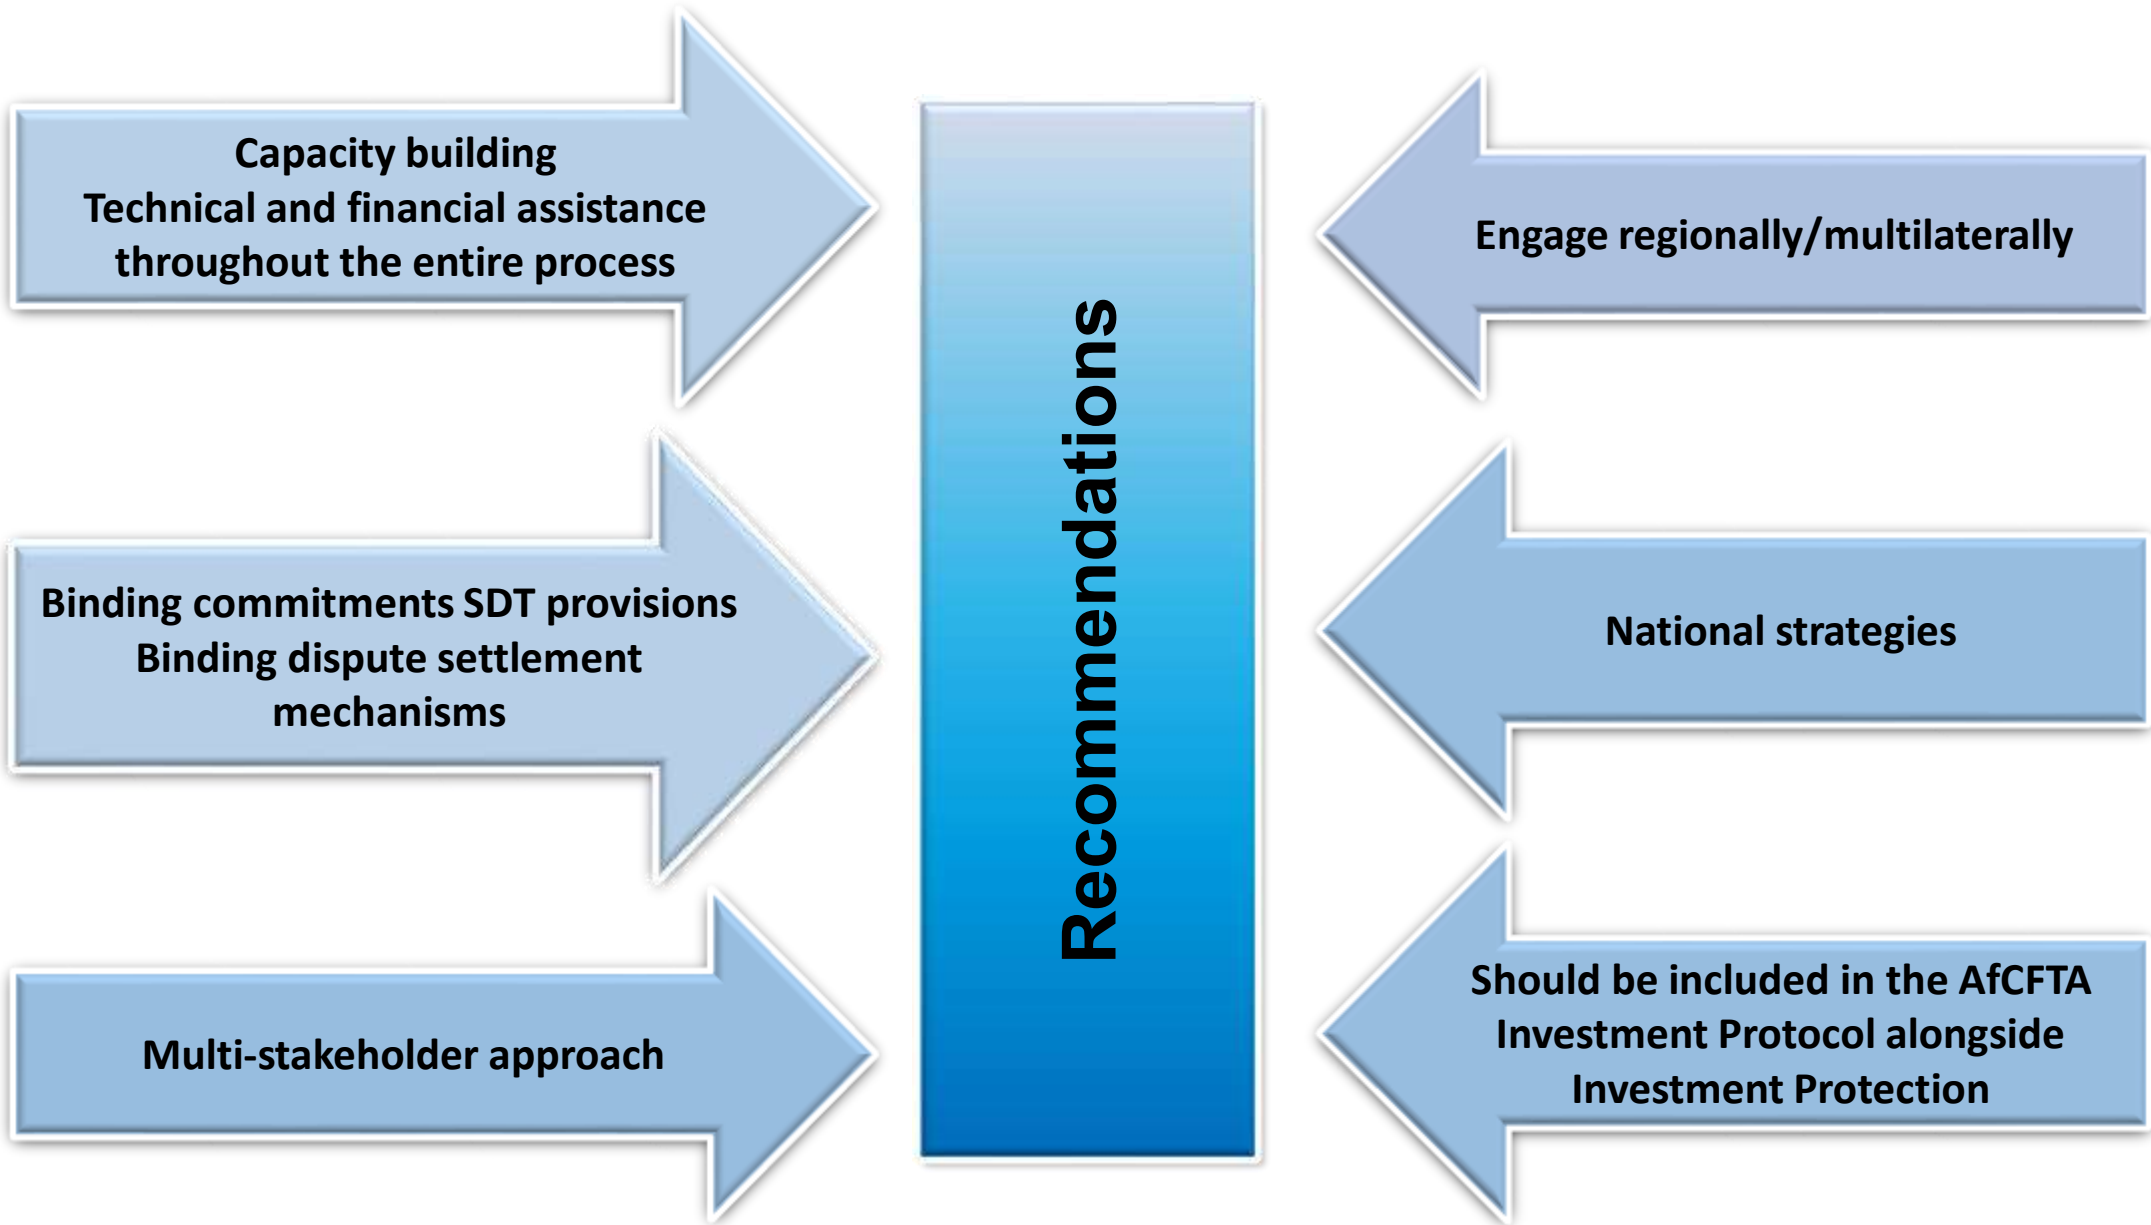 Capacity building
Technical and financial assistance
throughout the entire process
Binding commitments SDT provisions
Binding dispute settlement
mechanisms
Multi-stakeholder approach
Recommendations
Engage regionally/multilaterally
National strategies
Should be included in the AfCFTA
Investment Protocol alongside
Investment Protection